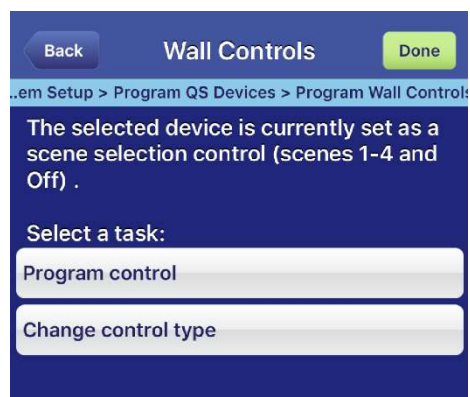 Back Wall Controls Done
..em Setup > Program QS Devices > Program Wall Controls
The selected device is currently set as a
scene selection control (scenes 1-4 and
Off) .
Select a task:
Program control
Change control type